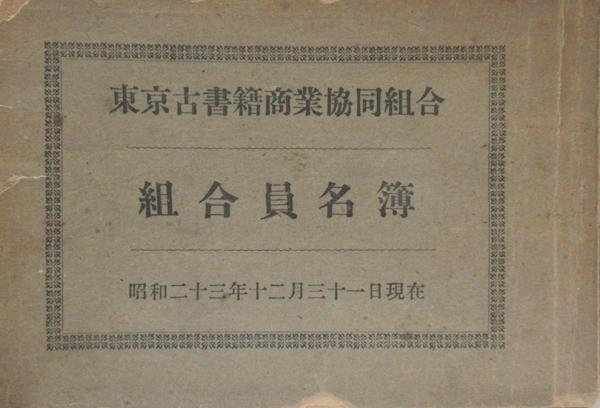 東京古書籍商業協同組合
組合員名簿
昭和二十三年十二月三十一日現在